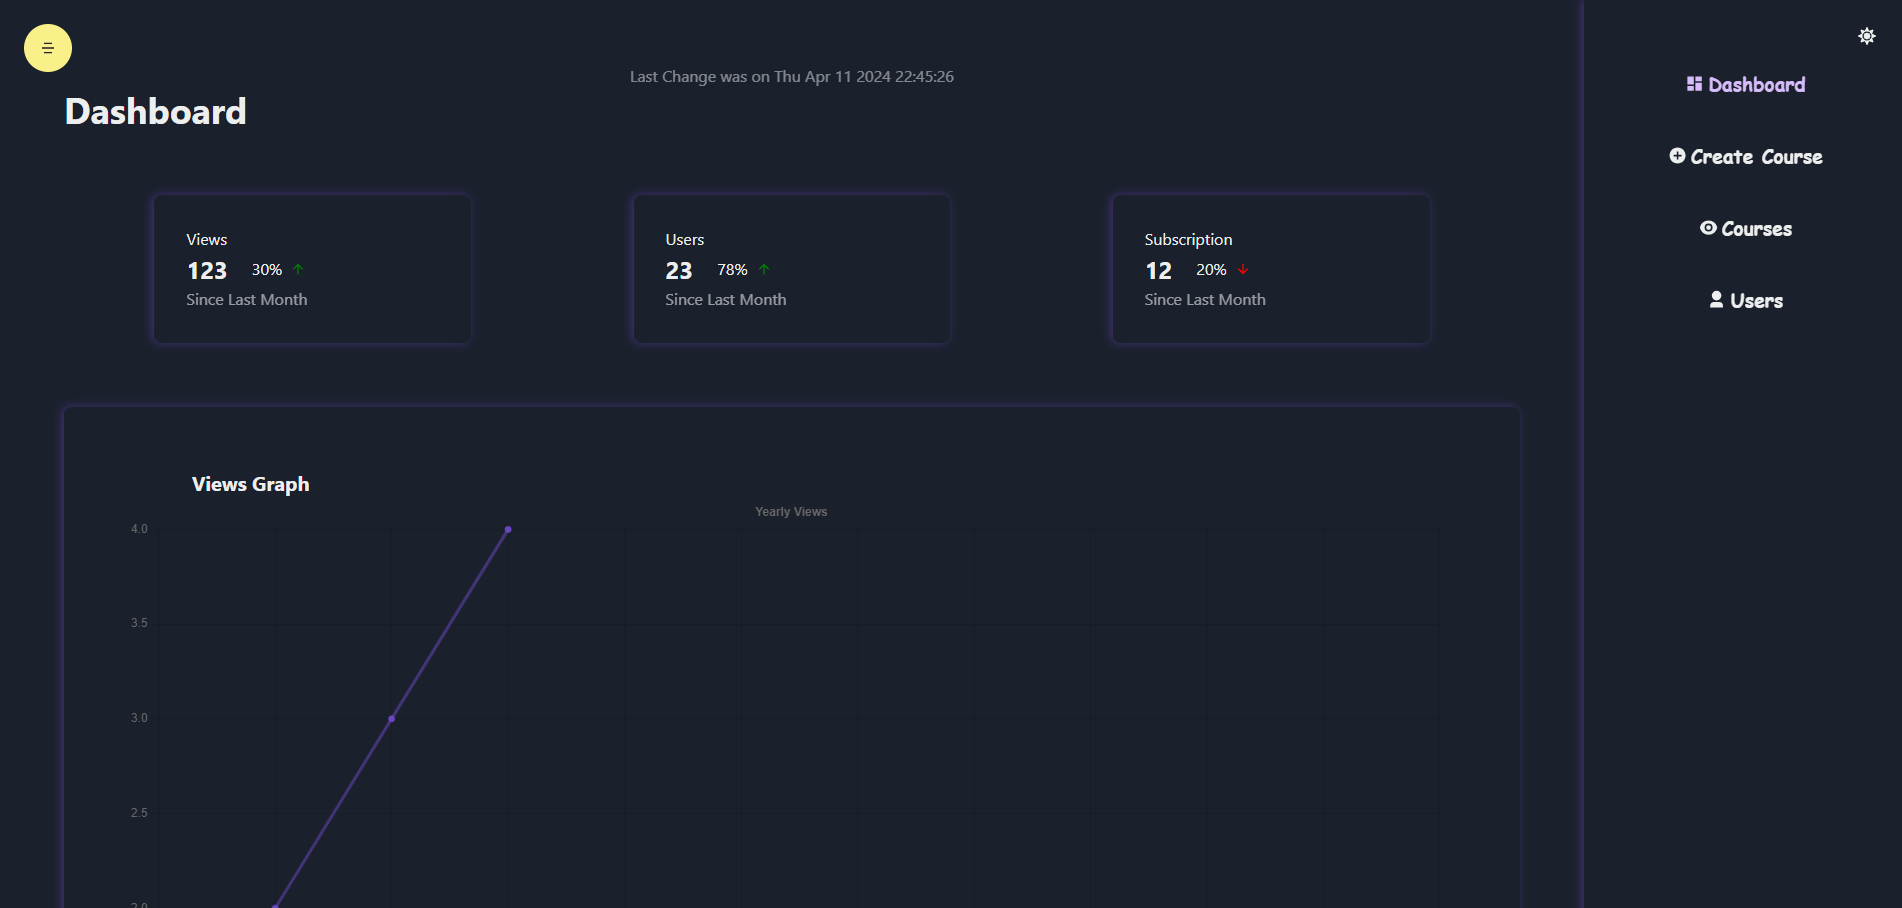 Last Change was on Thu Apr 11 2024 22:45:26
Dashboard
Views
123 30%
Since Last Month
Users
23 78%
Since Last Month
Subscription
12 20%
Since Last Month
Views Graph
Yearly Views
4.0
3.5
3.0
2.5
2.0
Dashboard
Create Course
Courses
Users